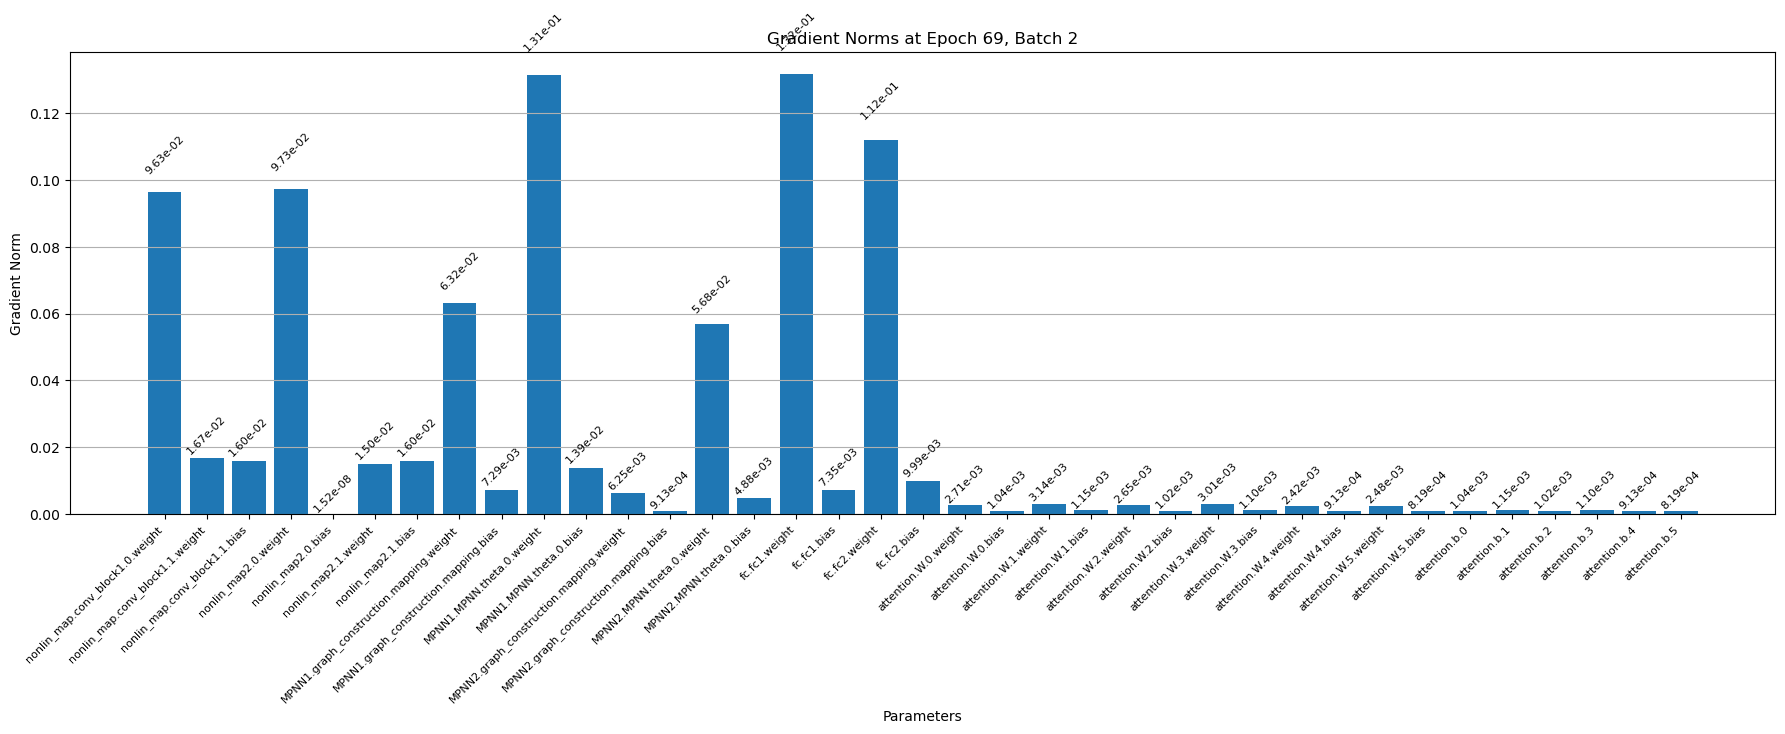 Gradient Norms at Epoch 69, Batch 2
Gradient Norm
0.12
0.10
0.08
0.06
0.04
0.02
0.00
9.63e-02
1.67e-02
1.60e-02
9.73e-02
1.52e-08
1.50e-02
1.60e-02
6.32e-02
7.29e-03
1.31e-01
1.39e-02
6.25e-03
9.13e-04
5.68e-02
4.88e-03
1.32e-01
7.35e-03
1.12e-01
9.99e-03
2.71e-03
1.04e-03
3.14e-03
1.15e-03
2.65e-03
1.02e-03
3.01e-03
1.10e-03
2.42e-03
9.13e-04
2.48e-03
8.19e-04
1.04e-03
1.15e-03
1.02e-03
1.10e-03
9.13e-04
8.19e-04
nonlin_map.conv_block1.0.weight
nonlin_map.conv_block1.1.weight
nonlin_map.conv_block1.1.bias
nonlin_map2.0.weight
nonlin_map2.0.bias
nonlin_map2.1.weight
nonlin_map2.1.bias
MPNN1.graph_construction.mapping.weight
MPNN1.graph_construction.mapping.bias
MPNN1.MPNN.theta.0.weight
MPNN1.MPNN.theta.0.bias
MPNN2.graph_construction.mapping.weight
MPNN2.graph_construction.mapping.bias
MPNN2.MPNN.theta.0.weight
MPNN2.MPNN.theta.0.bias
fc.fc1.weight
fc.fc1.bias
fc.fc2.weight
fc.fc2.bias
attention.W.0.weight
attention.W.0.bias
attention.W.1.weight
attention.W.1.bias
attention.W.2.weight
attention.W.2.bias
attention.W.3.weight
attention.W.3.bias
attention.W.4.weight
attention.W.4.bias
attention.W.5.weight
attention.W.5.bias
attention.b.0
attention.b.1
attention.b.2
attention.b.3
attention.b.4
attention.b.5
Parameters